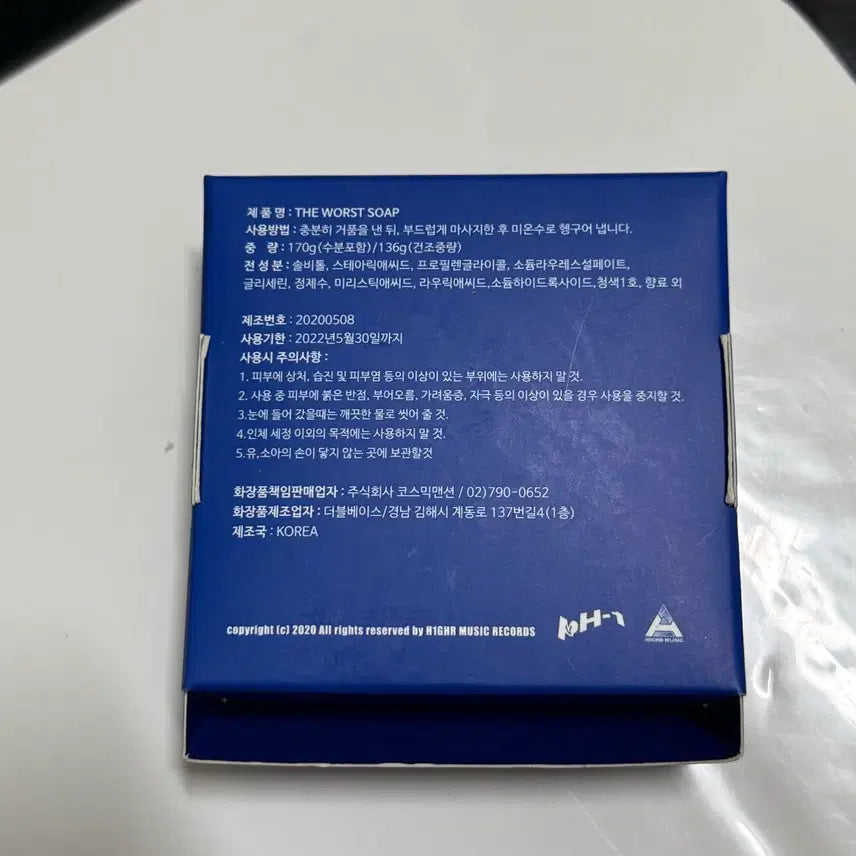 제 품 명 : THE WORST SOAP
사용방법 : 충분히 거품을 낸 뒤, 부드럽게 마사지한 후 미온수로 헹구어 냅니다.
중 량 : 170g(수분포함)/136g(건조중량)
전 성 분 : 솔비톨, 스테아릭애씨드, 프로필렌글라이콜, 소듐라우레스설페이트,
글리세린, 정제수, 미리스틱애씨드, 라우릭애씨드,소듐하이드록사이드,청색1호, 향료 외
제조번호 : 20200508
사용기한 : 2022년5월30일까지
사용시 주의사항 :
1. 피부에 상처, 습진 및 피부염 등의 이상이 있는 부위에는 사용하지 말 것.
2. 사용 중 피부에 붉은 반점, 부어오름, 가려움증, 자극 등의 이상이 있을 경우 사용을 중지할 것.
3.눈에 들어 갔을때는 깨끗한 물로 씻어 줄 것.
4.인체 세정 이외의 목적에는 사용하지 말 것.
5.유,소아의 손이 닿지 않는 곳에 보관할것
화장품책임판매업자 : 주식회사 코스믹맨션 / 02)790-0652
화장품제조업자 : 더블베이스/경남 김해시 계동로 137번길4(1층)
제조국 : KOREA
copyright (c) 2020 All rights reserved by H1GHR MUSIC RECORDS
pH-1
H1GHR MUSIC